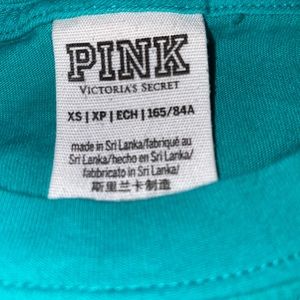 PINK
VICTORIA'S SECRET
XS | XP | ECH | 165/84A
made in Sri Lanka/fabriqué au
Sri Lanka/hecho en Sri Lanka/
fabbricato in Sri Lanka/
斯里兰卡制造